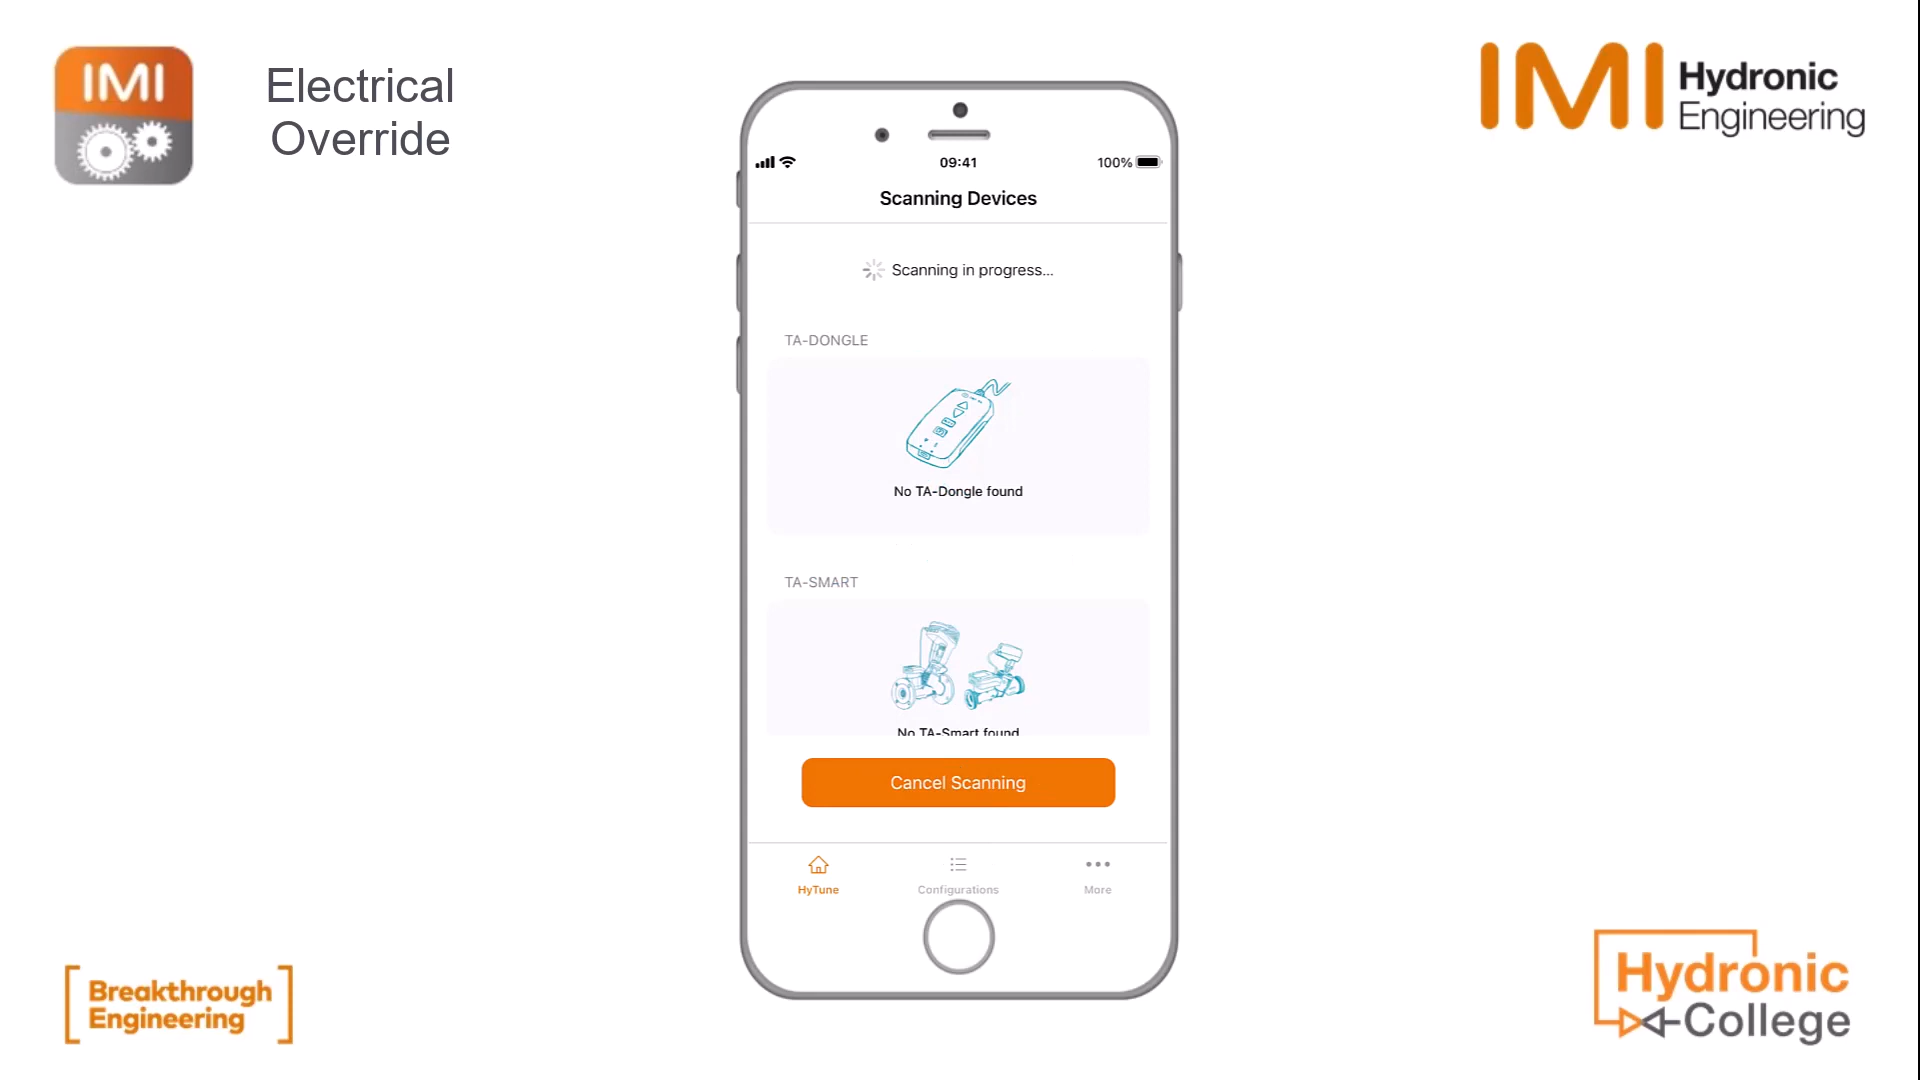 IMI
Electrical
Override
IMI Hydronic
Engineering
09:41
100%
Scanning Devices
Scanning in progress...
TA-DONGLE
No TA-Dongle found
TA-SMART
No TA-Smart found
Cancel Scanning
HyTune
Configurations
More
Breakthrough
Engineering
Hydronic
College